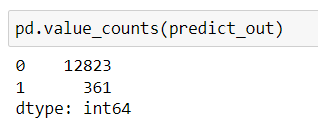 pd.value_counts(predict_out)
0    12823
1      361
dtype: int64